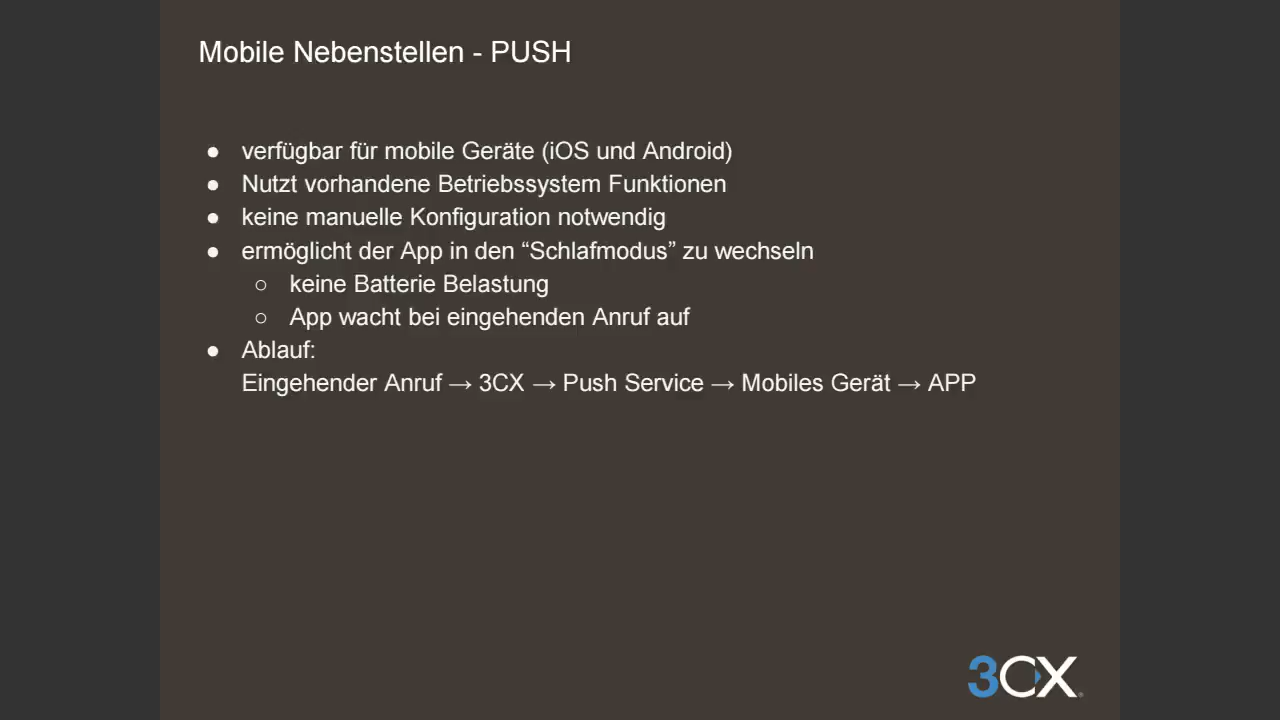 Mobile Nebenstellen - PUSH
● verfügbar für mobile Geräte (iOS und Android)
● Nutzt vorhandene Betriebssystem Funktionen
● keine manuelle Konfiguration notwendig
● ermöglicht der App in den “Schlafmodus” zu wechseln
○ keine Batterie Belastung
○ App wacht bei eingehenden Anruf auf
● Ablauf:
Eingehender Anruf → 3CX → Push Service → Mobiles Gerät → APP
3CX